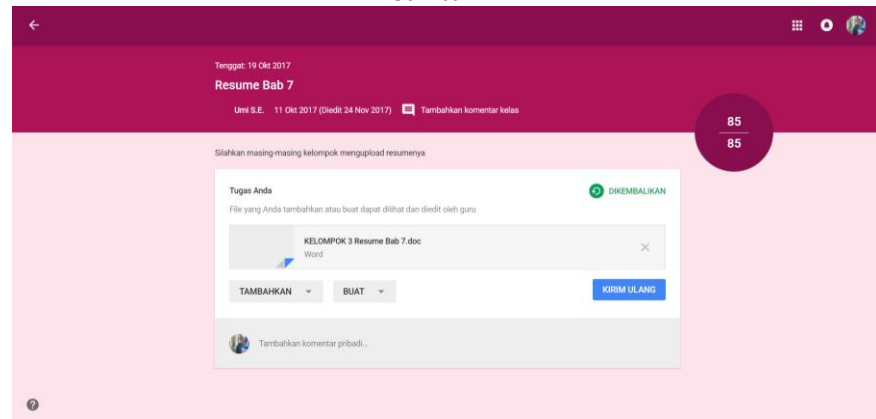 Tenggat: 19 Okt 2017
Resume Bab 7
Umi S.E. 11 Okt 2017 (Diedit 24 Nov 2017) Tambahkan komentar kelas
85
85
Silahkan masing-masing kelompok mengupload resumenya
Tugas Anda
DIKEMBALIKAN
File yang Anda tambahkan atau buat dapat dilihat dan diedit oleh guru
KELOMPOK 3 Resume Bab 7.doc
Word
TAMBAHKAN
BUAT
KIRIM ULANG
Tambahkan komentar pribadi...